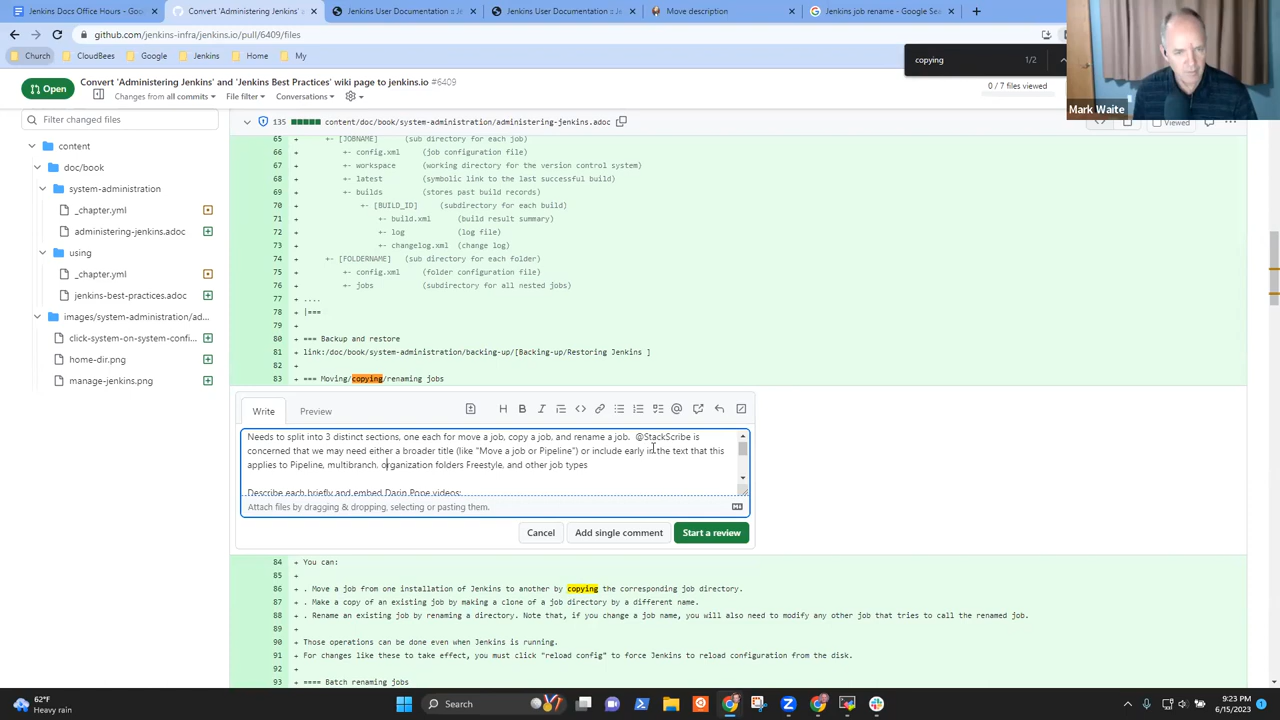 Jenkins Docs Office Hours - Goo
Convert 'Administering Jenkins' a
Jenkins User Documentation :: Je
Jenkins User Documentation :: Je
Move description
Jenkins job rename - Google Sea
github.com/jenkins-infra/jenkins.io/pull/6409/files
Church
CloudBees
Google
Jenkins
Home
My
copying
1/2
Mark Waite
Open
Convert 'Administering Jenkins' and 'Jenkins Best Practices' wiki page to jenkins.io #6409
Changes from all commits
File filter
Conversations
0 / 7 files viewed
Filter changed files
135
content/doc/book/system-administration/administering-jenkins.adoc
Viewed
content
doc/book
system-administration
_chapter.yml
administering-jenkins.adoc
using
_chapter.yml
jenkins-best-practices.adoc
images/system-administration/ad...
click-system-on-system-confi...
home-dir.png
manage-jenkins.png
65 + +- [JOBNAME] (sub directory for each job)
66 + +- config.xml (job configuration file)
67 + +- workspace (working directory for the version control system)
68 + +- latest (symbolic link to the last successful build)
69 + +- builds (stores past build records)
70 + +- [BUILD_ID] (subdirectory for each build)
71 + +- build.xml (build result summary)
72 + +- log (log file)
73 + +- changelog.xml (change log)
74 + +- [FOLDERNAME] (sub directory for each folder)
75 + +- config.xml (folder configuration file)
76 + +- jobs (subdirectory for all nested jobs)
77 + ....
78 + |===
79 +
80 + === Backup and restore
81 + link:/doc/book/system-administration/backing-up/[Backing-up/Restoring Jenkins ]
82 +
83 + === Moving/copying/renaming jobs
Write
Preview
Needs to split into 3 distinct sections, one each for move a job, copy a job, and rename a job. @StackScribe is
concerned that we may need either a broader title (like "Move a job or Pipeline") or include early in the text that this
applies to Pipeline, multibranch, organization folders Freestyle, and other job types
Describe each briefly and embed Darin Pope videos:
Attach files by dragging & dropping, selecting or pasting them.
Cancel
Add single comment
Start a review
84 + You can:
85 +
86 + . Move a job from one installation of Jenkins to another by copying the corresponding job directory.
87 + . Make a copy of an existing job by making a clone of a job directory by a different name.
88 + . Rename an existing job by renaming a directory. Note that, if you change a job name, you will also need to modify any other job that tries to call the renamed job.
89 +
90 + Those operations can be done even when Jenkins is running.
91 + For changes like these to take effect, you must click "reload config" to force Jenkins to reload configuration from the disk.
92 +
93 + ==== Batch renaming jobs
62°F
Heavy rain
Search
9:23 PM
6/15/2023